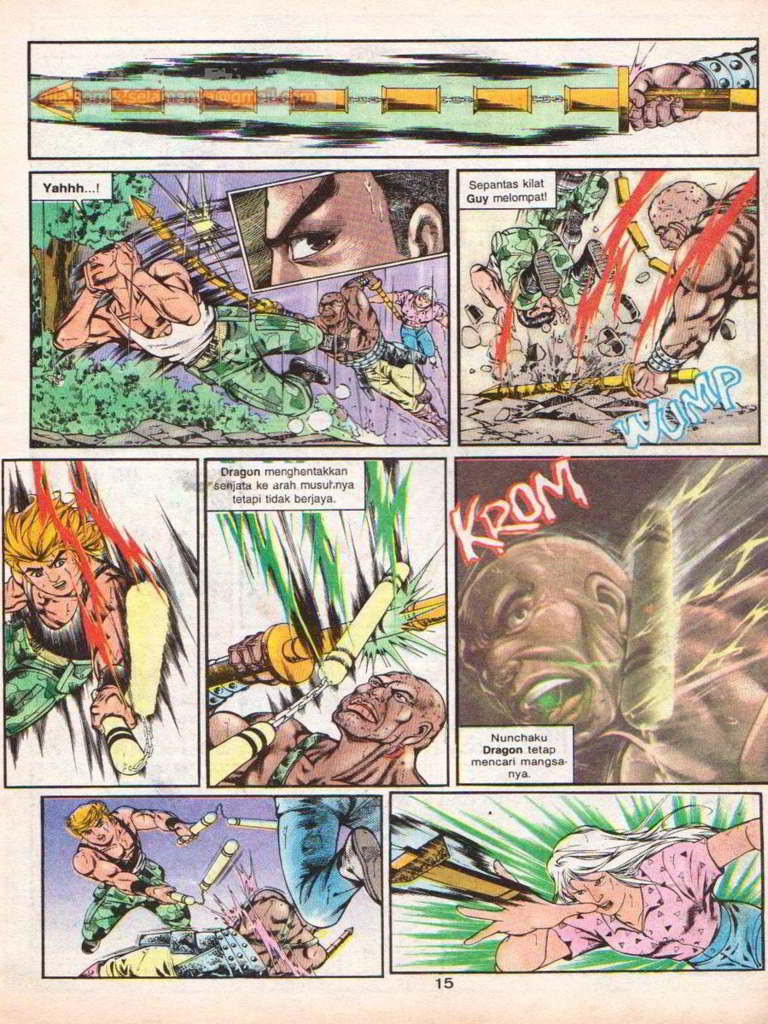 Yahhh...!
Sepantas kilat
Guy melompat!
WUMP
Dragon menghentakkan
senjata ke arah musuhnya
tetapi tidak berjaya.
KROM
Nunchaku
Dragon tetap
mencari mangsa-
nya.
15